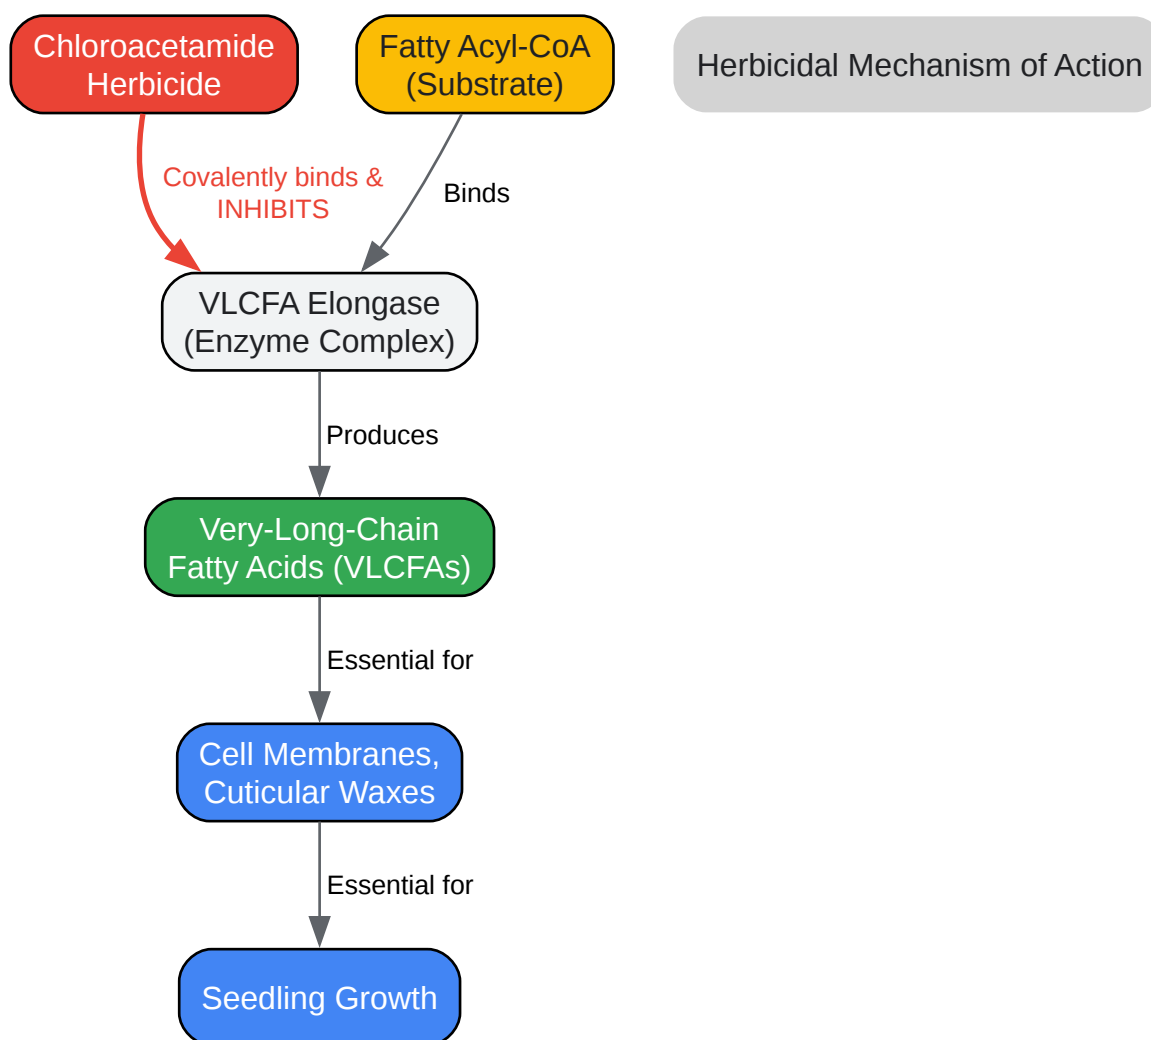 Chloroacetamide
Herbicide
Fatty Acyl-CoA
(Substrate)
Herbicidal Mechanism of Action
Covalently binds &
INHIBITS
Binds
VLCFA Elongase
(Enzyme Complex)
Produces
Very-Long-Chain
Fatty Acids (VLCFAs)
Essential for
Cell Membranes,
Cuticular Waxes
Essential for
Seedling Growth